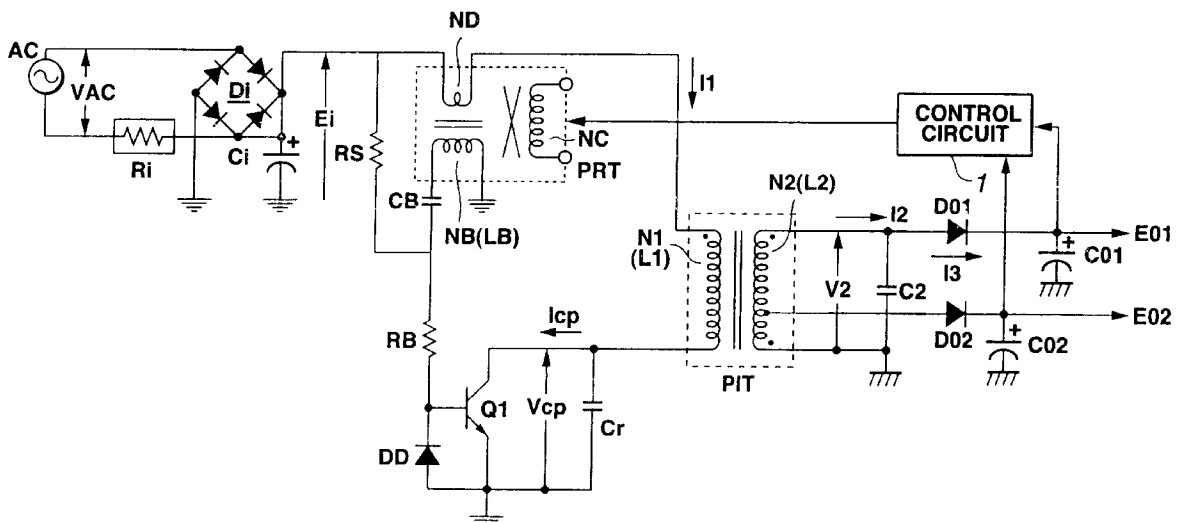 ND
AC
VAC
Di
Ei
I1
CONTROL
CIRCUIT
1
RS
NC
Ri
Ci
+
PRT
CB
NB(LB)
N2(L2)
I2
D01
E01
N1
(L1)
+
C01
V2
C2
I3
E02
D02
+
C02
RB
Icp
PIT
Q1
Vcp
Cr
DD